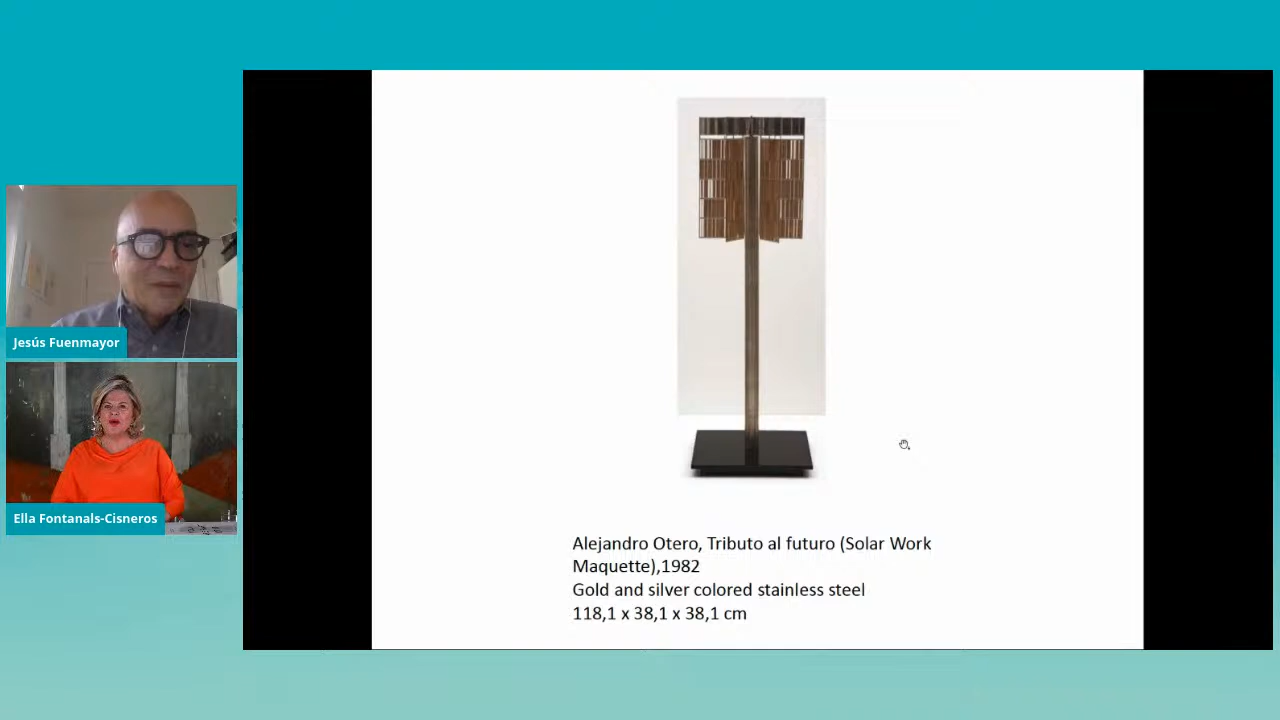 Jesús Fuenmayor
Ella Fontanals-Cisneros
Alejandro Otero, Tributo al futuro (Solar Work
Maquette),1982
Gold and silver colored stainless steel
118,1 x 38,1 x 38,1 cm